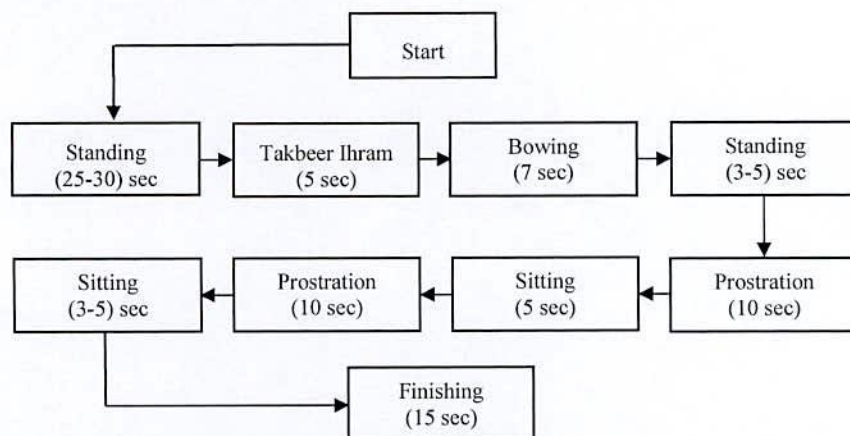 Start
Standing
(25-30) sec
Takbeer Ihram
(5 sec)
Bowing
(7 sec)
Standing
(3-5) sec
Prostration
(10 sec)
Sitting
(5 sec)
Prostration
(10 sec)
Sitting
(3-5) sec
Finishing
(15 sec)